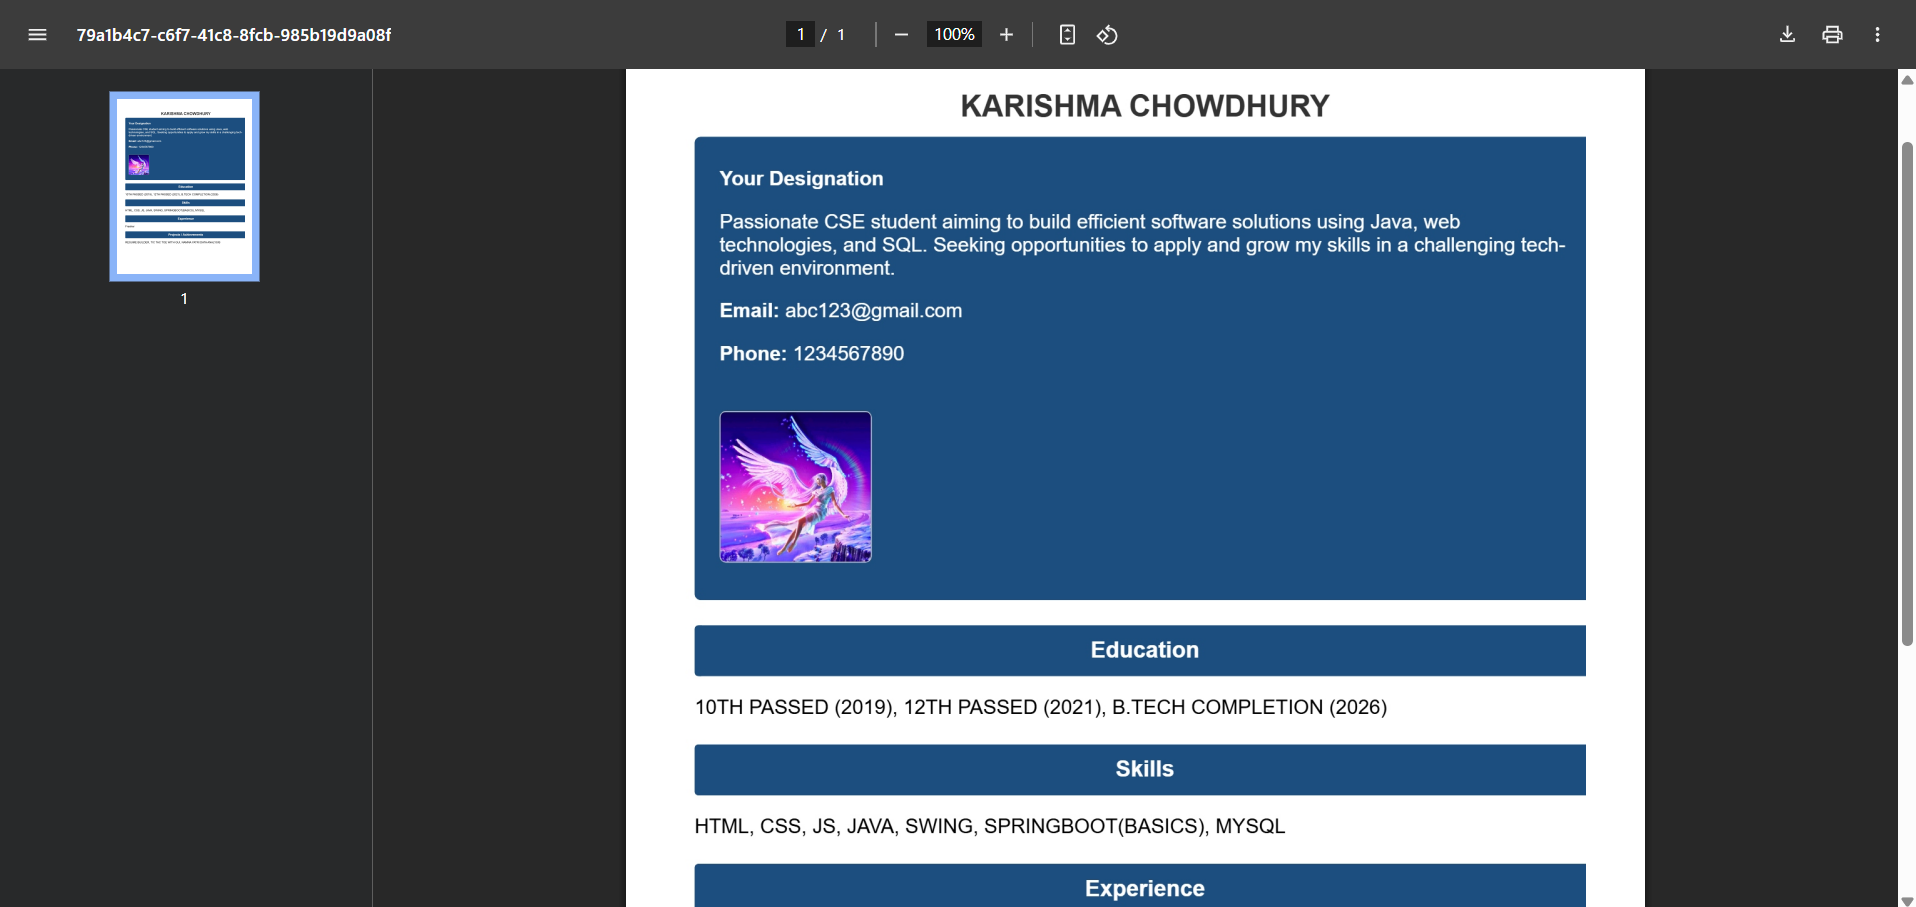 79a1b4c7-c6f7-41c8-8fcb-985b19d9a08f
1 / 1
100%
KARISHMA CHOWDHURY
Your Designation
Passionate CSE student aiming to build efficient software solutions using Java, web
technologies, and SQL. Seeking opportunities to apply and grow my skills in a challenging tech-
driven environment.
Email: abc123@gmail.com
Phone: 1234567890
Education
10TH PASSED (2019), 12TH PASSED (2021), B.TECH COMPLETION (2026)
Skills
HTML, CSS, JS, JAVA, SWING, SPRINGBOOT(BASICS), MYSQL
Experience
1